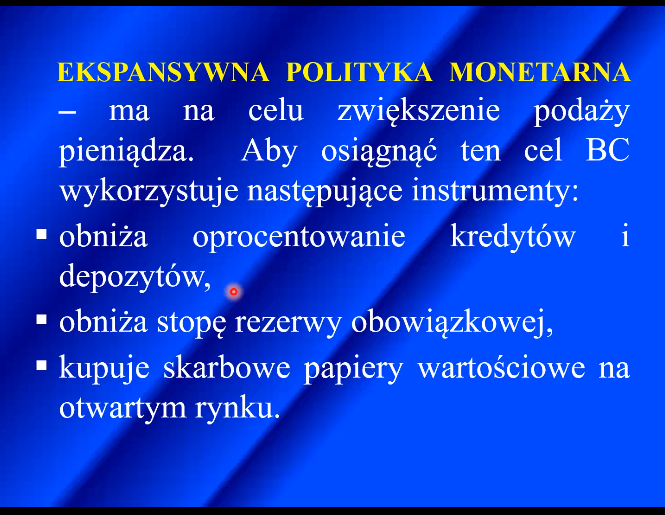 EKSPANSYWNA POLITYKA MONETARNA
– ma na celu zwiększenie podaży
pieniądza. Aby osiągnąć ten cel BC
wykorzystuje następujące instrumenty:
▪ obniża oprocentowanie kredytów i
depozytów,
▪ obniża stopę rezerwy obowiązkowej,
▪ kupuje skarbowe papiery wartościowe na
otwartym rynku.